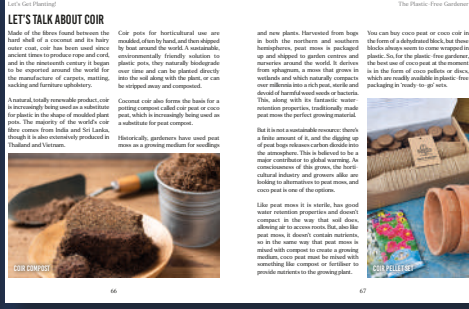 Let's Get Planting!
LET'S TALK ABOUT COIR
Made of the fibres found between the
hard shell of a coconut and its hairy
outer coat, coir has been used since
ancient times to produce rope and cord,
and in the nineteenth century it began
to be exported around the world for
the manufacture of carpets, matting,
sacking and furniture upholstery.
A natural, totally renewable product, coir
is increasingly being used as a substitute
for plastic in the shape of moulded plant
pots. The majority of the world's coir
fibre comes from India and Sri Lanka,
though it is also extensively produced in
Thailand and Vietnam.
Coir pots for horticultural use are
moulded, often by hand, and then shipped
by boat around the world. A sustainable,
environmentally friendly solution to
plastic pots, they naturally biodegrade
over time and can be planted directly
into the soil along with the plant, or can
be stripped away and composted.
Coconut coir also forms the basis for a
potting compost called coir peat or coco
peat, which is increasingly being used as
a substitute for peat compost.
Historically, gardeners have used peat
moss as a growing medium for seedlings
COIR COMPOST
66
The Plastic-Free Gardener
and new plants. Harvested from bogs
in both the northern and southern
hemispheres, peat moss is packaged
up and shipped to garden centres and
nurseries around the world. It derives
from sphagnum, a moss that grows in
wetlands and which naturally compacts
over millennia into a rich peat, sterile and
devoid of harmful weed seeds or bacteria.
This, along with its fantastic water-
retention properties, traditionally made
peat moss the perfect growing material.
But it is not a sustainable resource: there's
a finite amount of it, and the digging up
of peat bogs releases carbon dioxide into
the atmosphere. This is believed to be a
major contributor to global warming. As
consciousness of this grows, the horti-
cultural industry and growers alike are
looking to alternatives to peat moss, and
coco peat is one of the options.
Like peat moss it is sterile, has good
water retention properties and doesn't
compact in the way that soil does,
allowing air to access roots. But, also like
peat moss, it doesn't contain nutrients,
so in the same way that peat moss is
mixed with compost to create a growing
medium, coco peat must be mixed with
something like compost or fertiliser to
provide nutrients to the growing plant.
You can buy coco peat or coco coir in
the form of a dehydrated block, but these
blocks always seem to come wrapped in
plastic. So, for the plastic-free gardener,
the best use of coco peat at the moment
is in the form of coco pellets or discs,
which are readily available in plastic-free
packaging in 'ready-to-go' sets.
COIR PELLET SET
67